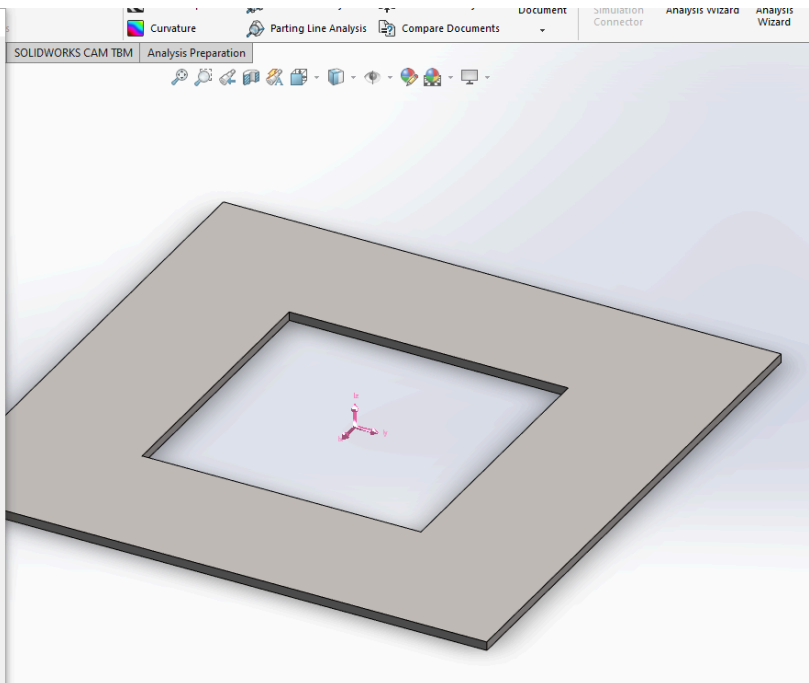 Document
Simulation
Connector
Analysis Wizard
Analysis
Wizard
Curvature
Parting Line Analysis
Compare Documents
SOLIDWORKS CAM TBM
Analysis Preparation